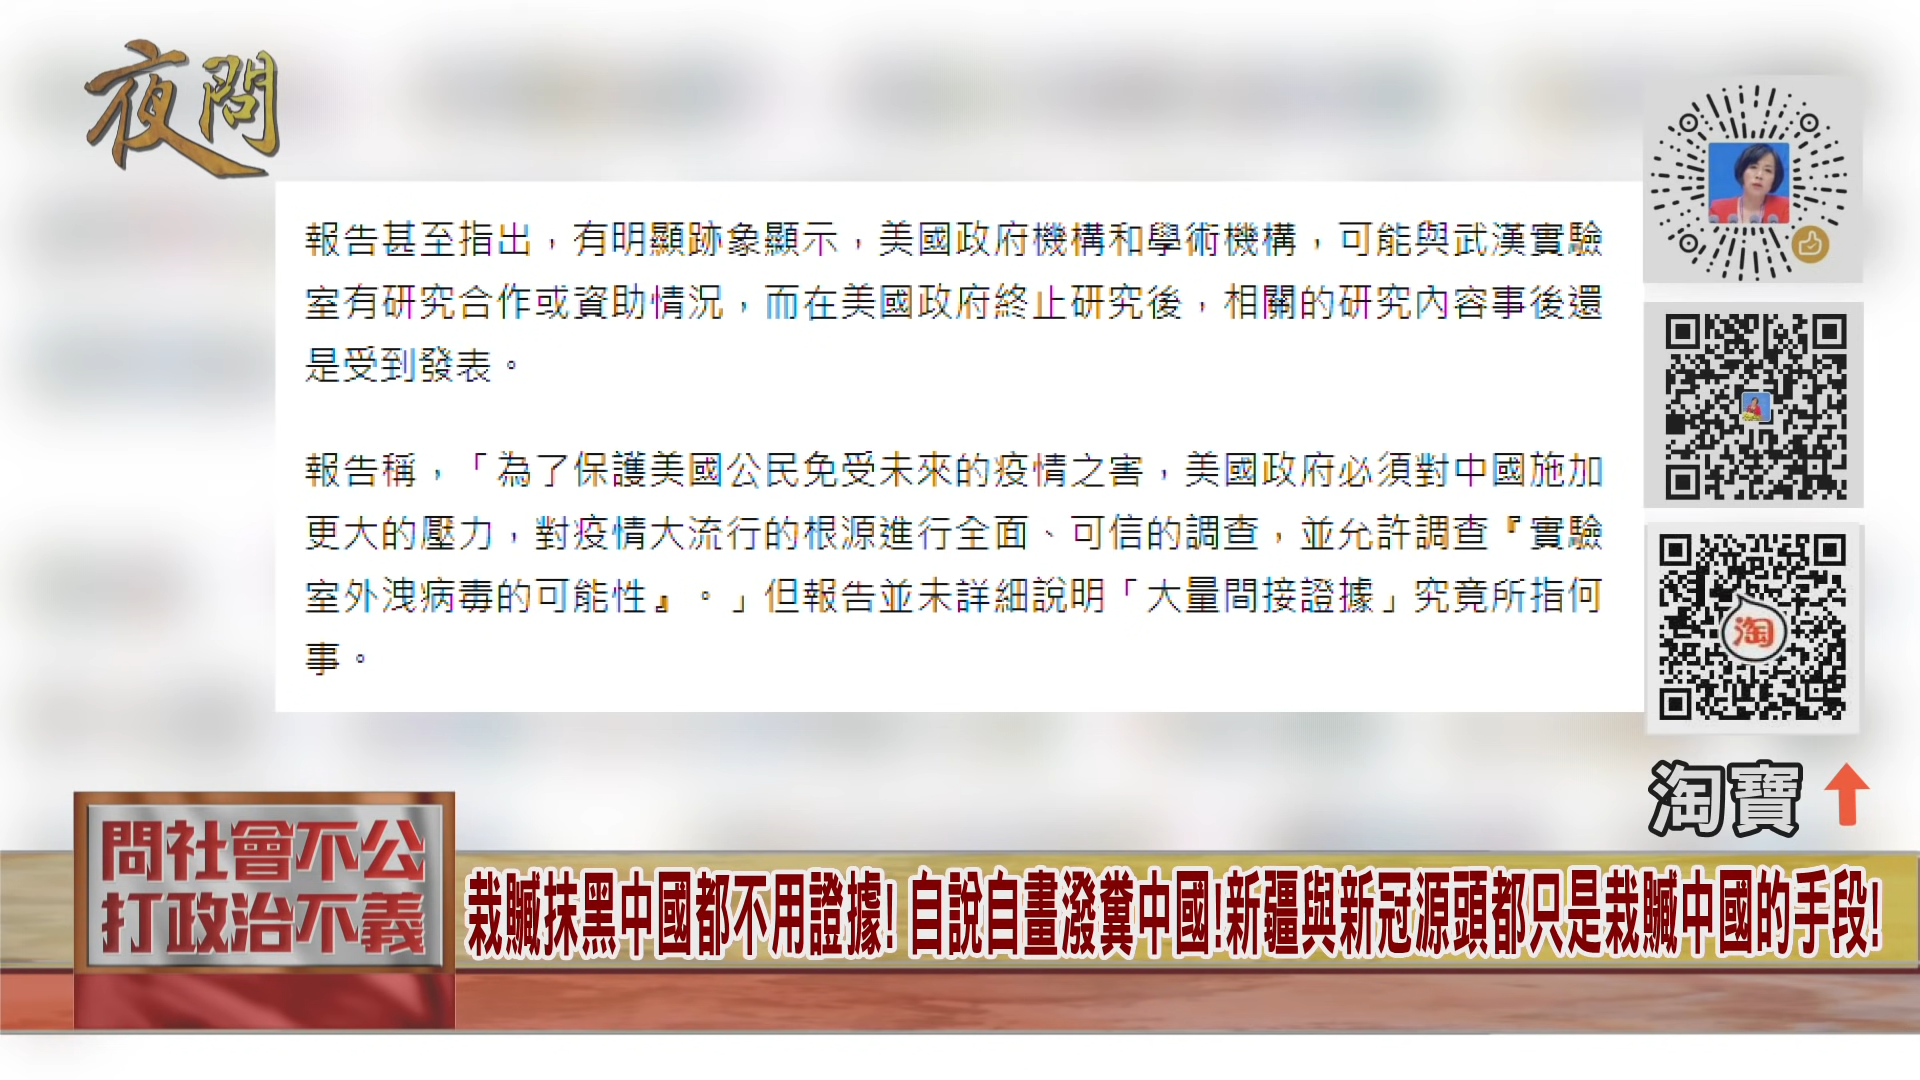 夜問
報告甚至指出，有明顯跡象顯示，美國政府機構和學術機構，可能與武漢實驗
室有研究合作或資助情況，而在美國政府終止研究後，相關的研究內容事後還
是受到發表。
報告稱，「為了保護美國公民免受未來的疫情之害，美國政府必須對中國施加
更大的壓力，對疫情大流行的根源進行全面、可信的調查，並允許調查『實驗
室外洩病毒的可能性』。」但報告並未詳細說明「大量間接證據」究竟所指何
事。
淘
淘寶
問社會不公
打政治不義
栽贓抹黑中國都不用證據!自說自畫潑糞中國!新疆與新冠源頭都只是栽贓中國的手段!